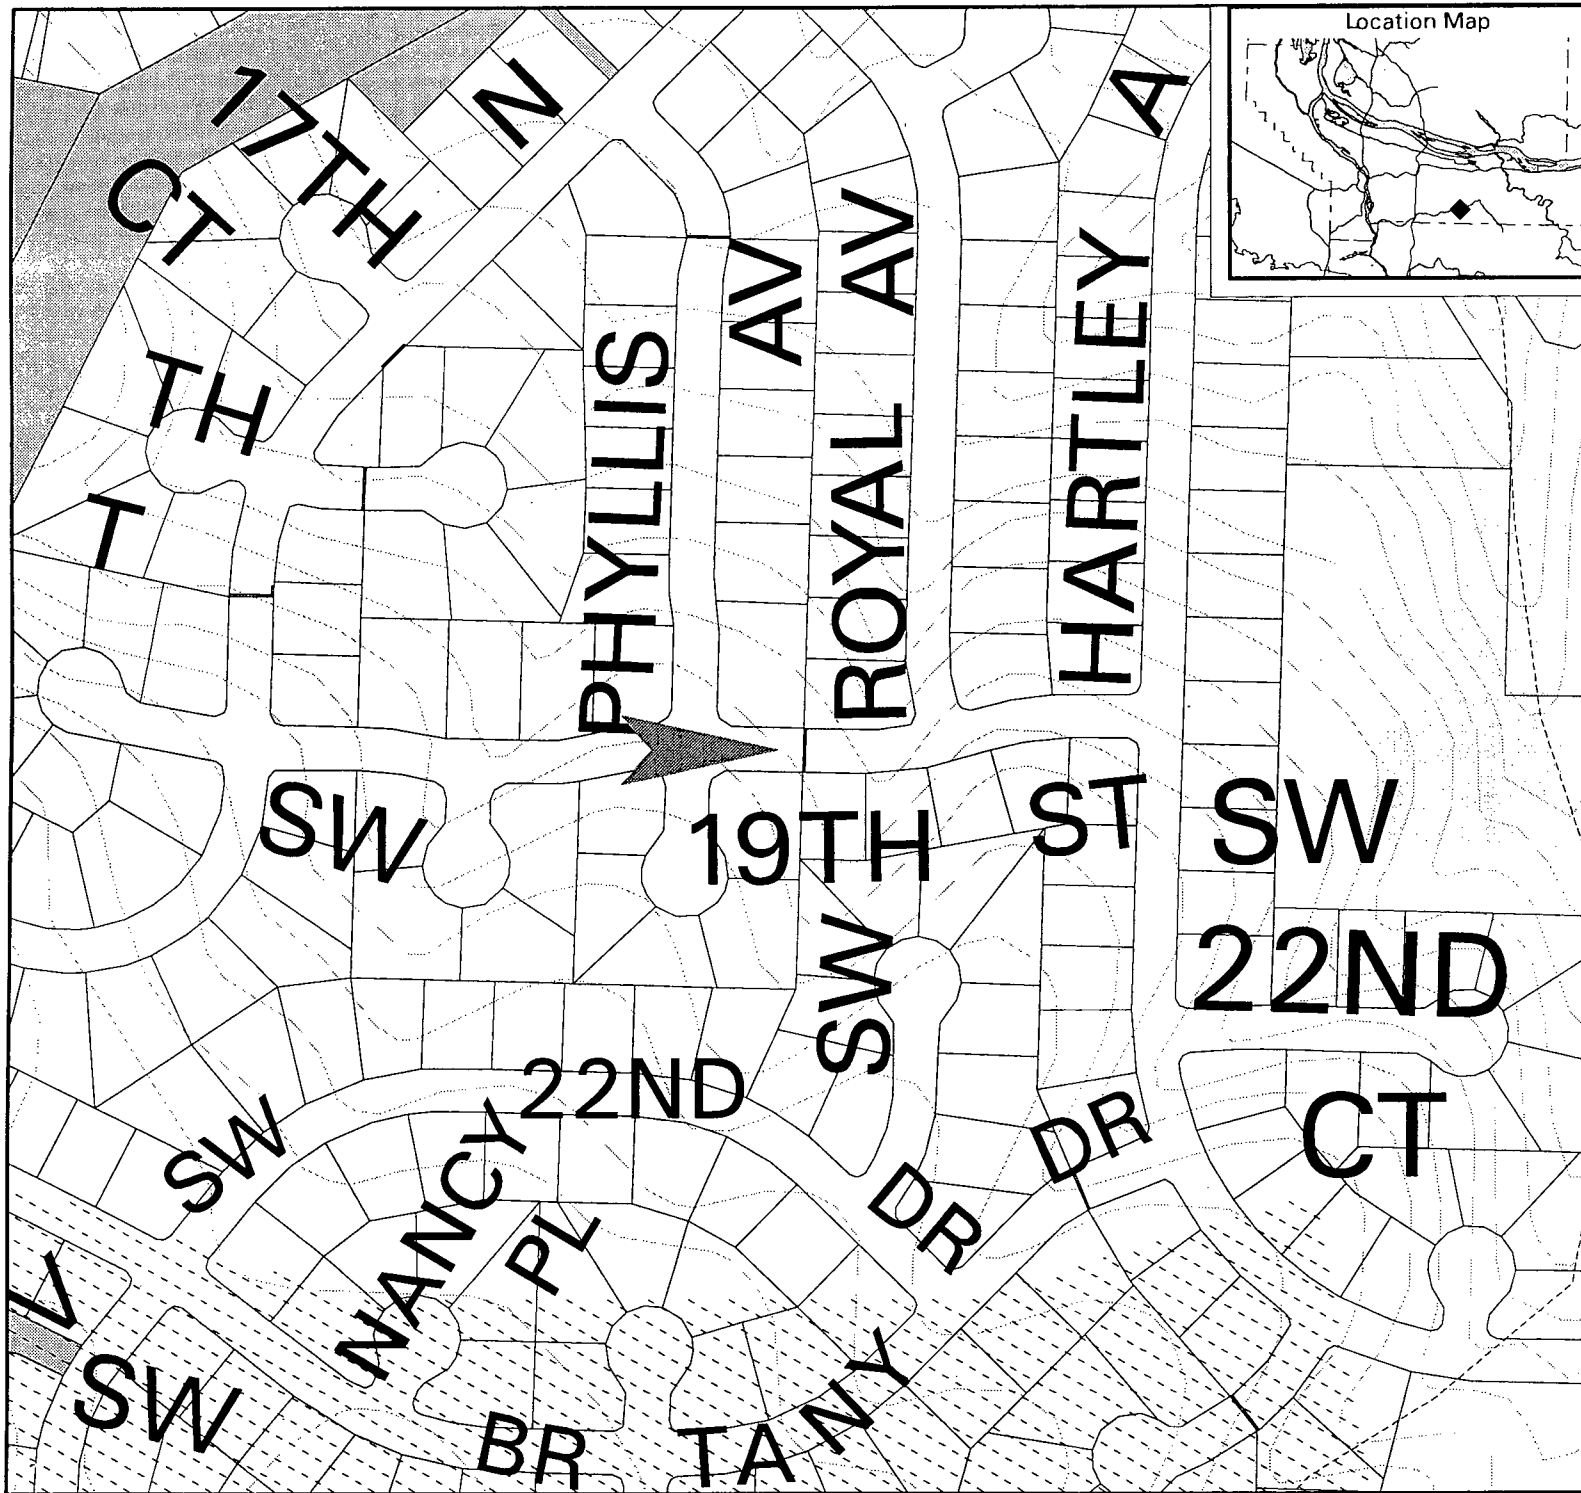 Location Map
17TH
CT
N
A
AV
ROYAL AV
PHYLLIS
HARTLEY
TH
T
SW
19TH
ST
SW
SW
22ND
22ND
CT
SW
NANCY
PL
DR
DR
V
SW
BR TANY